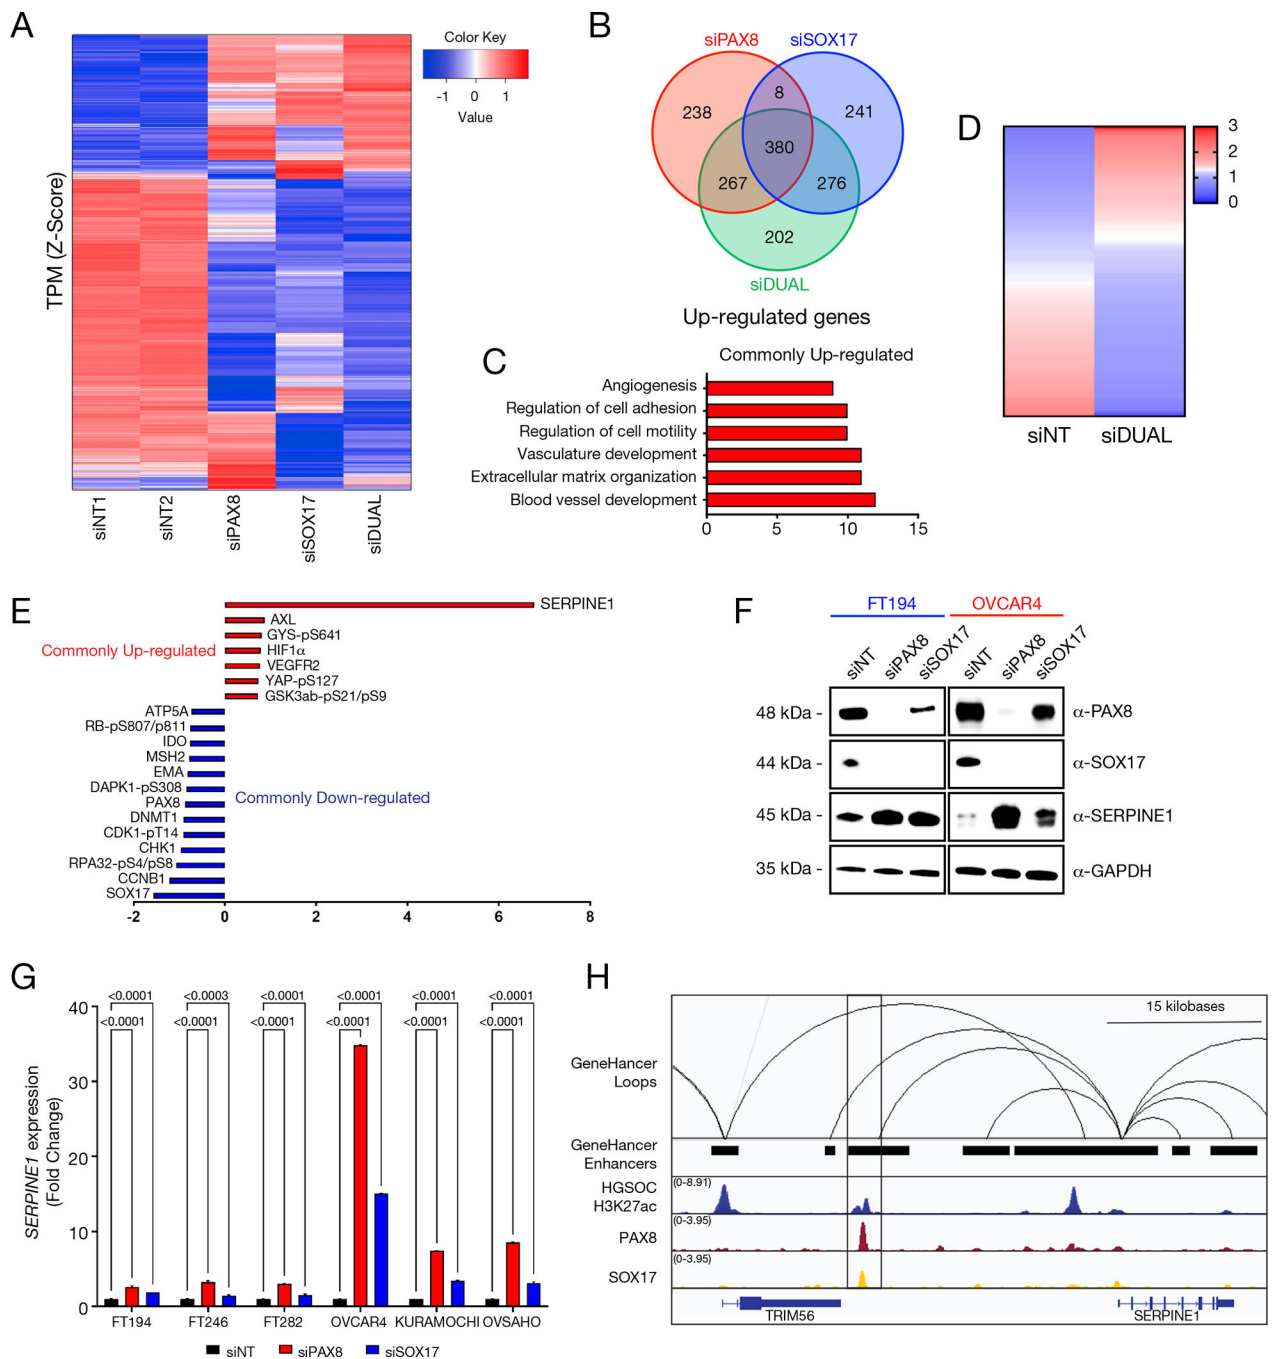 A
Color Key
-1 0 1
Value
TPM (Z-Score)
siNT1
siNT2
siPAX8
siSOX17
siDUAL
B
siPAX8
siSOX17
8
238
241
380
267
276
202
siDUAL
Up-regulated genes
C
Commonly Up-regulated
Angiogenesis
Regulation of cell adhesion
Regulation of cell motility
Vasculature development
Extracellular matrix organization
Blood vessel development
0 5 10 15
D
3
2
1
0
siNT siDUAL
E
SERPINE1
AXL
GYS-pS641
Commonly Up-regulated
HIF1α
VEGFR2
YAP-pS127
GSK3ab-pS21/pS9
ATP5A
RB-pS807/p811
IDO
MSH2
EMA
DAPK1-pS308
Commonly Down-regulated
PAX8
DNMT1
CDK1-pT14
CHK1
RPA32-pS4/pS8
CCNB1
SOX17
-2 0 2 4 6 8
F
FT194 OVCAR4
siNT siPAX8 siSOX17 siNT siPAX8 siSOX17
48 kDa - α-PAX8
44 kDa - α-SOX17
45 kDa - α-SERPINE1
35 kDa - α-GAPDH
G
SERPINE1 expression
(Fold Change)
40
30
20
10
0
<0.0001 <0.0003 <0.0001 <0.0001 <0.0001 <0.0001
<0.0001 <0.0001 <0.0001 <0.0001 <0.0001 <0.0001
FT194 FT246 FT282 OVCAR4 KURAMOCHI OVSAHO
siNT siPAX8 siSOX17
H
15 kilobases
GeneHancer
Loops
GeneHancer
Enhancers
(0-8.91)
HGSOC
H3K27ac
(0-3.95)
PAX8
(0-3.95)
SOX17
TRIM56 SERPINE1